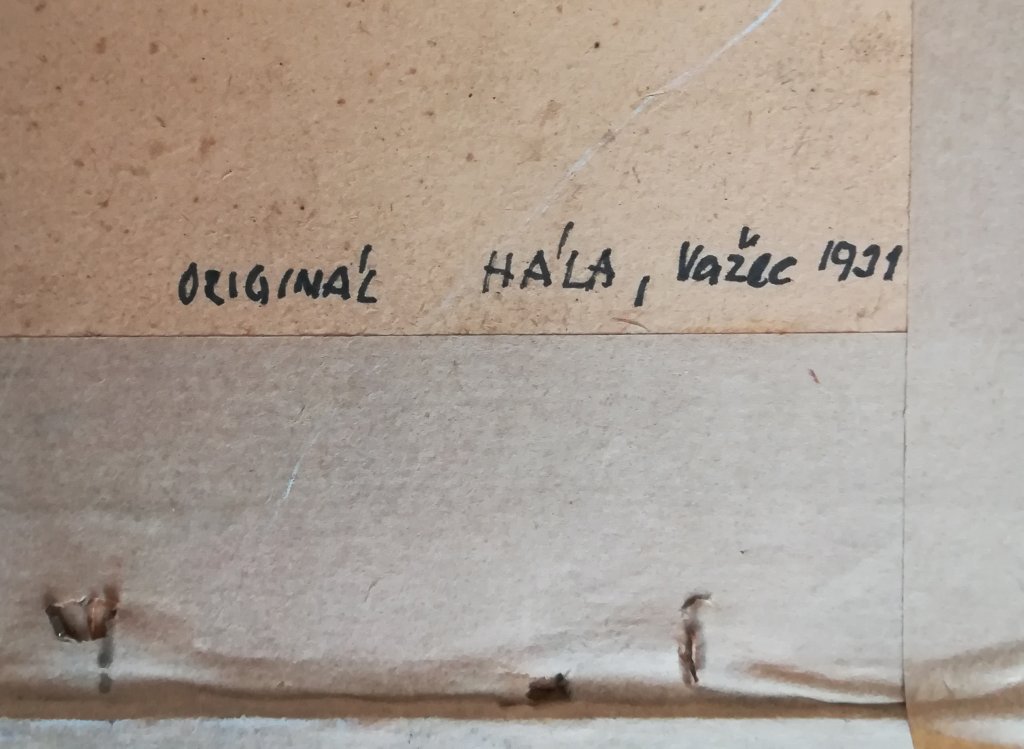 ORIGINÁL HÁLA, Važec 1931